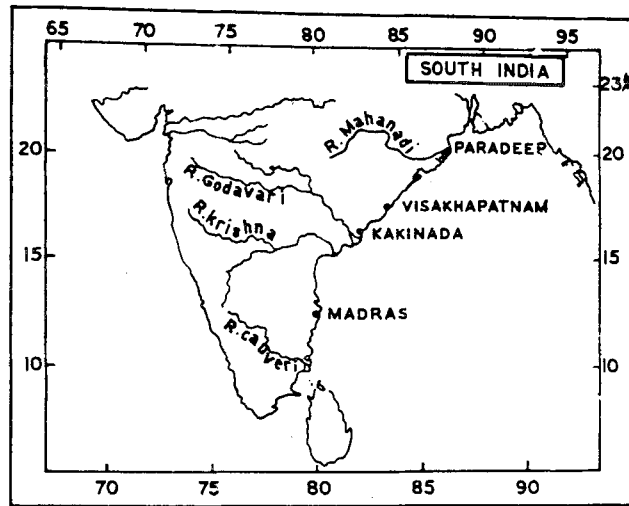 65 70 75 80 85 90 95
SOUTH INDIA
23
20
R. Mahanadi
PARADEEP
20
R. Godavari
VISAKHAPATNAM
R. krishna
KAKINADA
15
15
MADRAS
R. cauveri
10
10
70 75 80 85 90